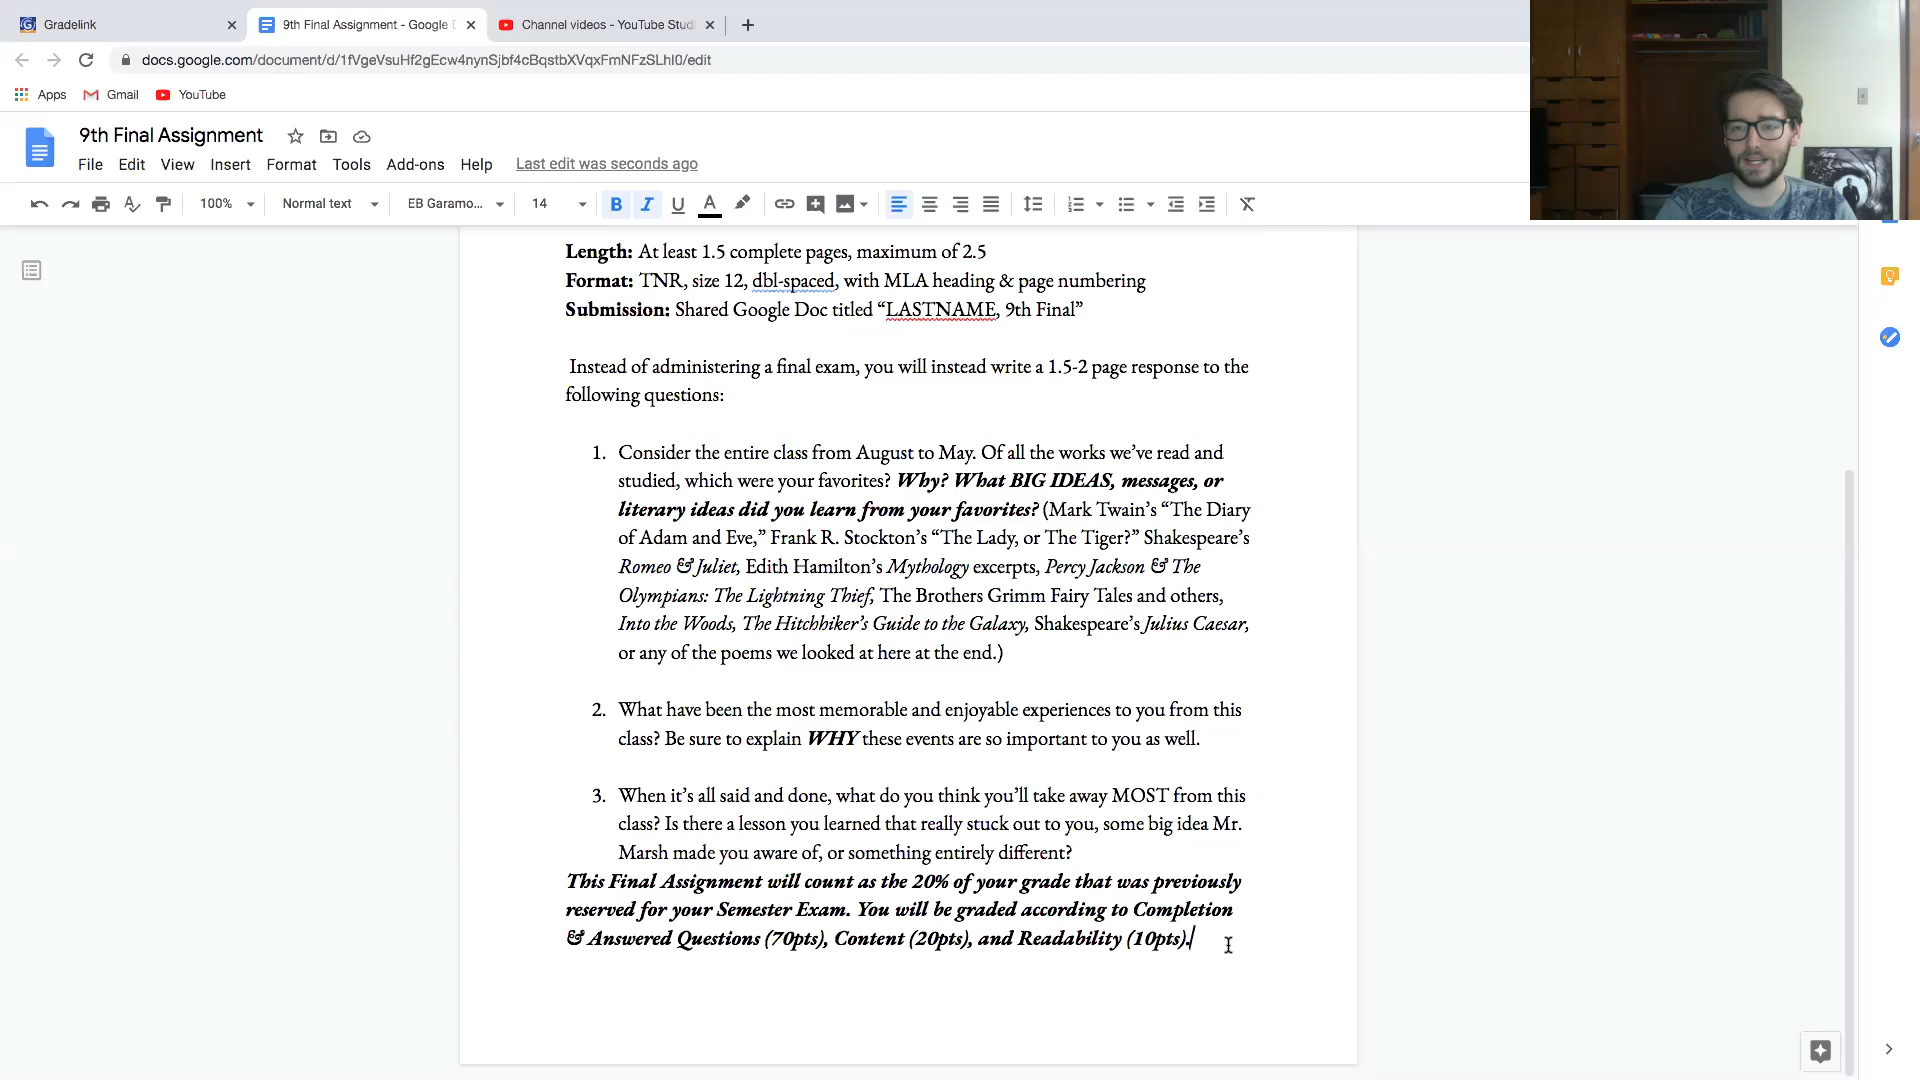 Gradelink
9th Final Assignment - Google D
Channel videos - YouTube Studi
docs.google.com/document/d/1fVgeVsuHf2gEcw4nynSjbf4cBqstbXVqxFmNFzSLhI0/edit
Apps
Gmail
YouTube
9th Final Assignment
File Edit View Insert Format Tools Add-ons Help Last edit was seconds ago
100% Normal text EB Garamo... 14 B I U A
Length: At least 1.5 complete pages, maximum of 2.5
Format: TNR, size 12, dbl-spaced, with MLA heading & page numbering
Submission: Shared Google Doc titled “LASTNAME, 9th Final”
Instead of administering a final exam, you will instead write a 1.5-2 page response to the
following questions:
1. Consider the entire class from August to May. Of all the works we’ve read and
studied, which were your favorites? Why? What BIG IDEAS, messages, or
literary ideas did you learn from your favorites? (Mark Twain’s “The Diary
of Adam and Eve,” Frank R. Stockton’s “The Lady, or The Tiger?” Shakespeare’s
Romeo & Juliet, Edith Hamilton’s Mythology excerpts, Percy Jackson & The
Olympians: The Lightning Thief, The Brothers Grimm Fairy Tales and others,
Into the Woods, The Hitchhiker’s Guide to the Galaxy, Shakespeare’s Julius Caesar,
or any of the poems we looked at here at the end.)
2. What have been the most memorable and enjoyable experiences to you from this
class? Be sure to explain WHY these events are so important to you as well.
3. When it’s all said and done, what do you think you’ll take away MOST from this
class? Is there a lesson you learned that really stuck out to you, some big idea Mr.
Marsh made you aware of, or something entirely different?
This Final Assignment will count as the 20% of your grade that was previously
reserved for your Semester Exam. You will be graded according to Completion
& Answered Questions (70pts), Content (20pts), and Readability (10pts).